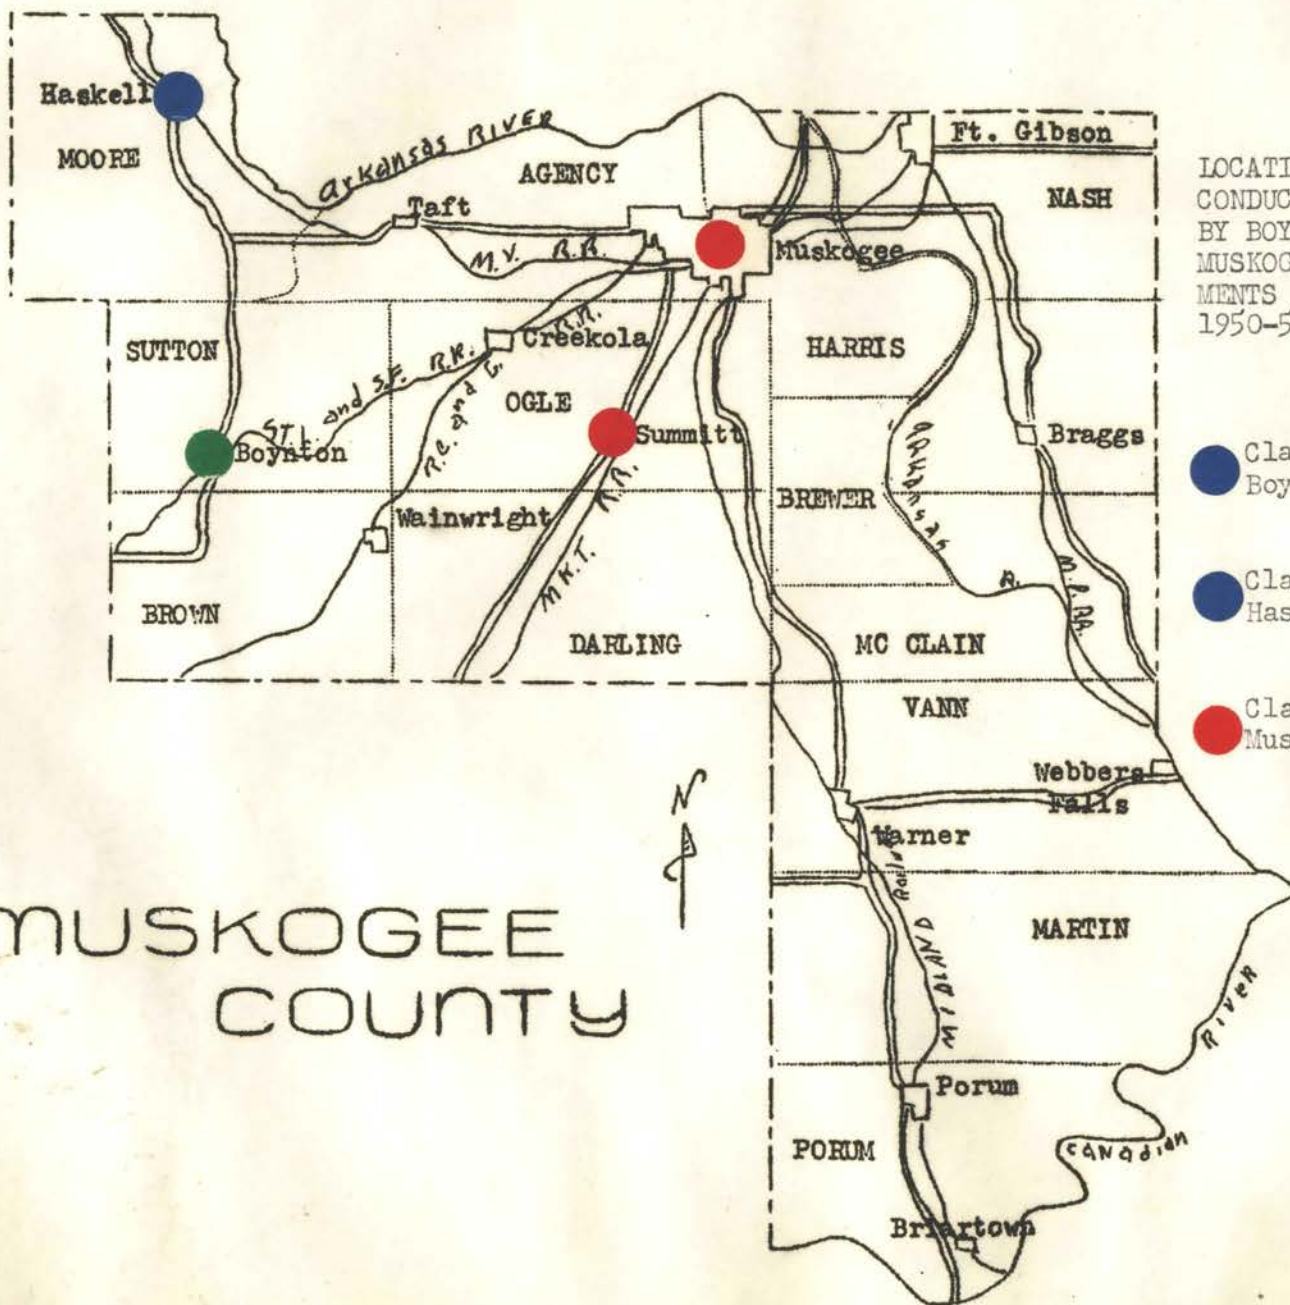 Haskell
MOORE
Arkansas RIVER
AGENCY
Ft. Gibson
NASH
Taft
M.V. R.R.
Muskogee
LOCATI
CONDUC
BY BOY
MUSKOG
MENTS
1950-5
SUTTON
Creekola
R.R.
HARRIS
OGLE
ST. L. and S.F. R.R.
Boynton
R.C. and G.
Summitt
Braggs
ARKANSAS
R.
Cla
Boy
BREWER
Wainwright
R.R.
M.K.T.
M.P. RR.
Cla
Has
BROWN
DARLING
MC CLAIN
VANN
Cla
Mus
Webbers
Falls
N
Warner
MIDLAND
MUSKOGEE
COUNTY
MARTIN
RIVER
Porum
PORUM
CANADIAN
Briartown